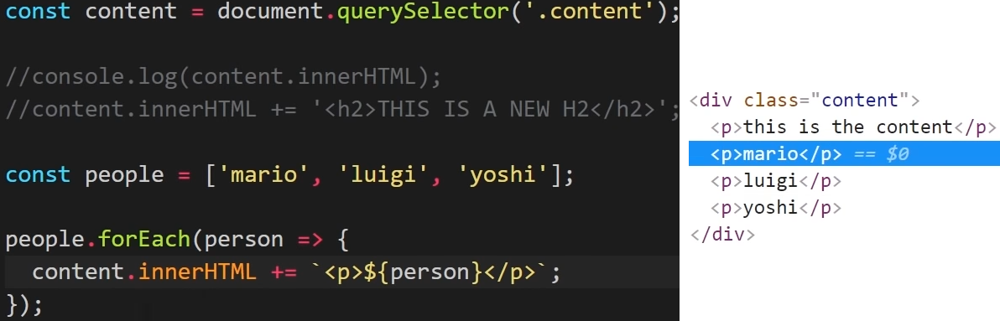 const content = document.querySelector('.content');
//console.log(content.innerHTML);
//content.innerHTML += '<h2>THIS IS A NEW H2</h2>';
const people = ['mario', 'luigi', 'yoshi'];
people.forEach(person => {
content.innerHTML += `<p>${person}</p>`;
});
<div class="content">
<p>this is the content</p>
<p>mario</p> == $0
<p>luigi</p>
<p>yoshi</p>
</div>